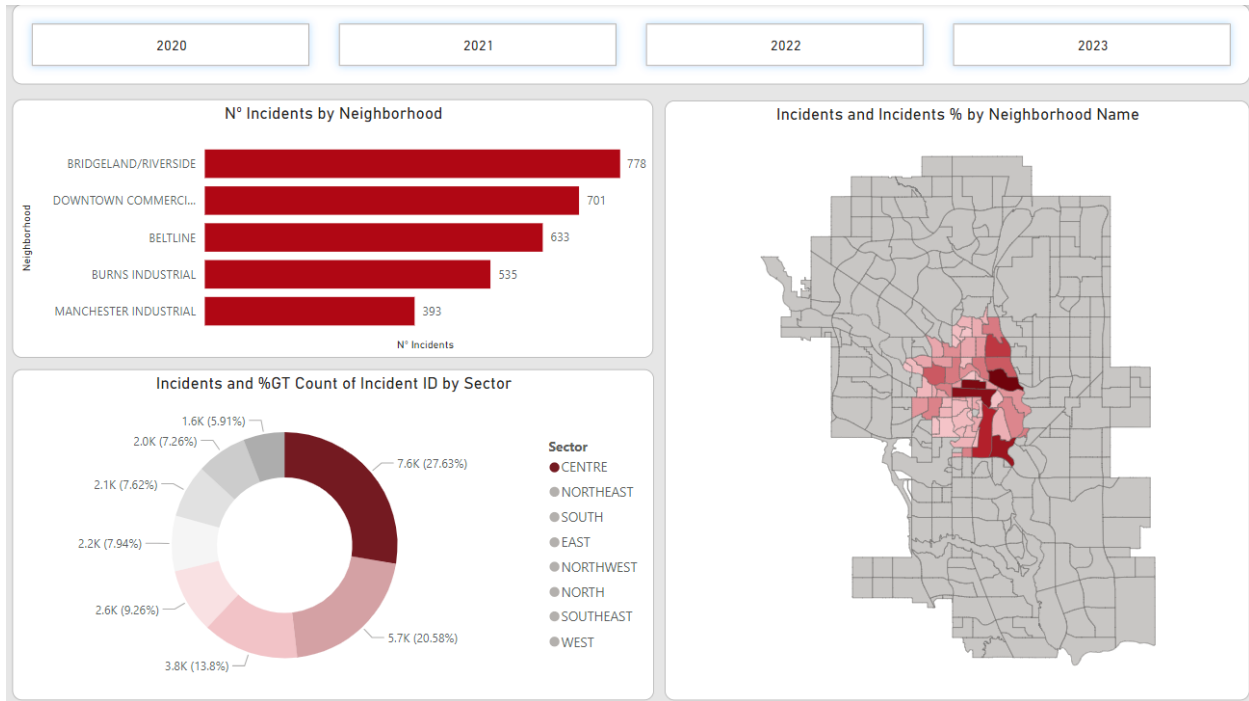 2020
2021
2022
2023
N° Incidents by Neighborhood
Neighborhood
BRIDGELAND/RIVERSIDE
778
DOWNTOWN COMMERCI...
701
BELTLINE
633
BURNS INDUSTRIAL
535
MANCHESTER INDUSTRIAL
393
N° Incidents
Incidents and %GT Count of Incident ID by Sector
1.6K (5.91%)
2.0K (7.26%)
2.1K (7.62%)
2.2K (7.94%)
2.6K (9.26%)
3.8K (13.8%)
5.7K (20.58%)
7.6K (27.63%)
Sector
CENTRE
NORTHEAST
SOUTH
EAST
NORTHWEST
NORTH
SOUTHEAST
WEST
Incidents and Incidents % by Neighborhood Name